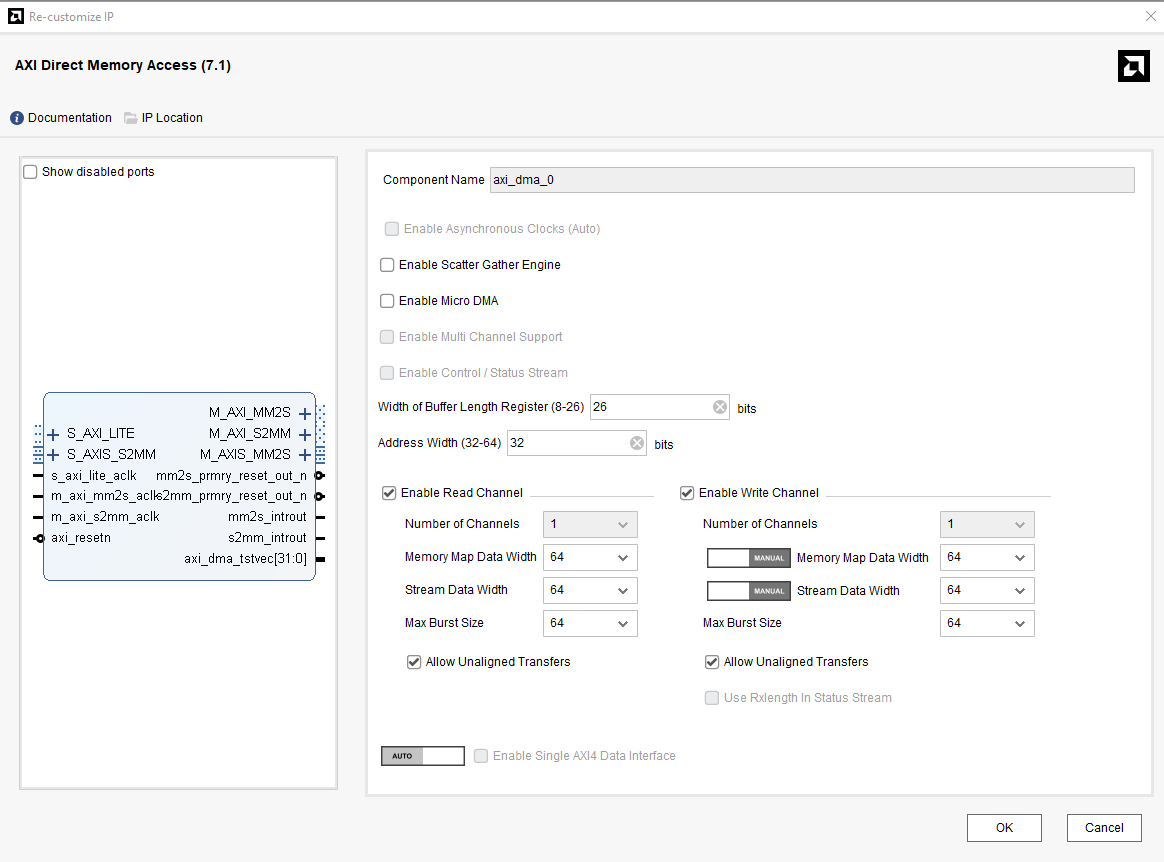 Re-customize IP
AXI Direct Memory Access (7.1)
Documentation IP Location
Show disabled ports
M_AXI_MM2S
S_AXI_LITE M_AXI_S2MM
S_AXIS_S2MM M_AXIS_MM2S
s_axi_lite_aclk mm2s_prmry_reset_out_n
m_axi_mm2s_aclk s2mm_prmry_reset_out_n
m_axi_s2mm_aclk mm2s_introut
axi_resetn s2mm_introut
axi_dma_tstvec[31:0]
Component Name axi_dma_0
Enable Asynchronous Clocks (Auto)
Enable Scatter Gather Engine
Enable Micro DMA
Enable Multi Channel Support
Enable Control / Status Stream
Width of Buffer Length Register (8-26) 26 bits
Address Width (32-64) 32 bits
Enable Read Channel
Number of Channels 1
Memory Map Data Width 64
Stream Data Width 64
Max Burst Size 64
Allow Unaligned Transfers
Enable Write Channel
Number of Channels 1
MANUAL Memory Map Data Width 64
MANUAL Stream Data Width 64
Max Burst Size 64
Allow Unaligned Transfers
Use Rxlength In Status Stream
AUTO Enable Single AXI4 Data Interface
OK Cancel